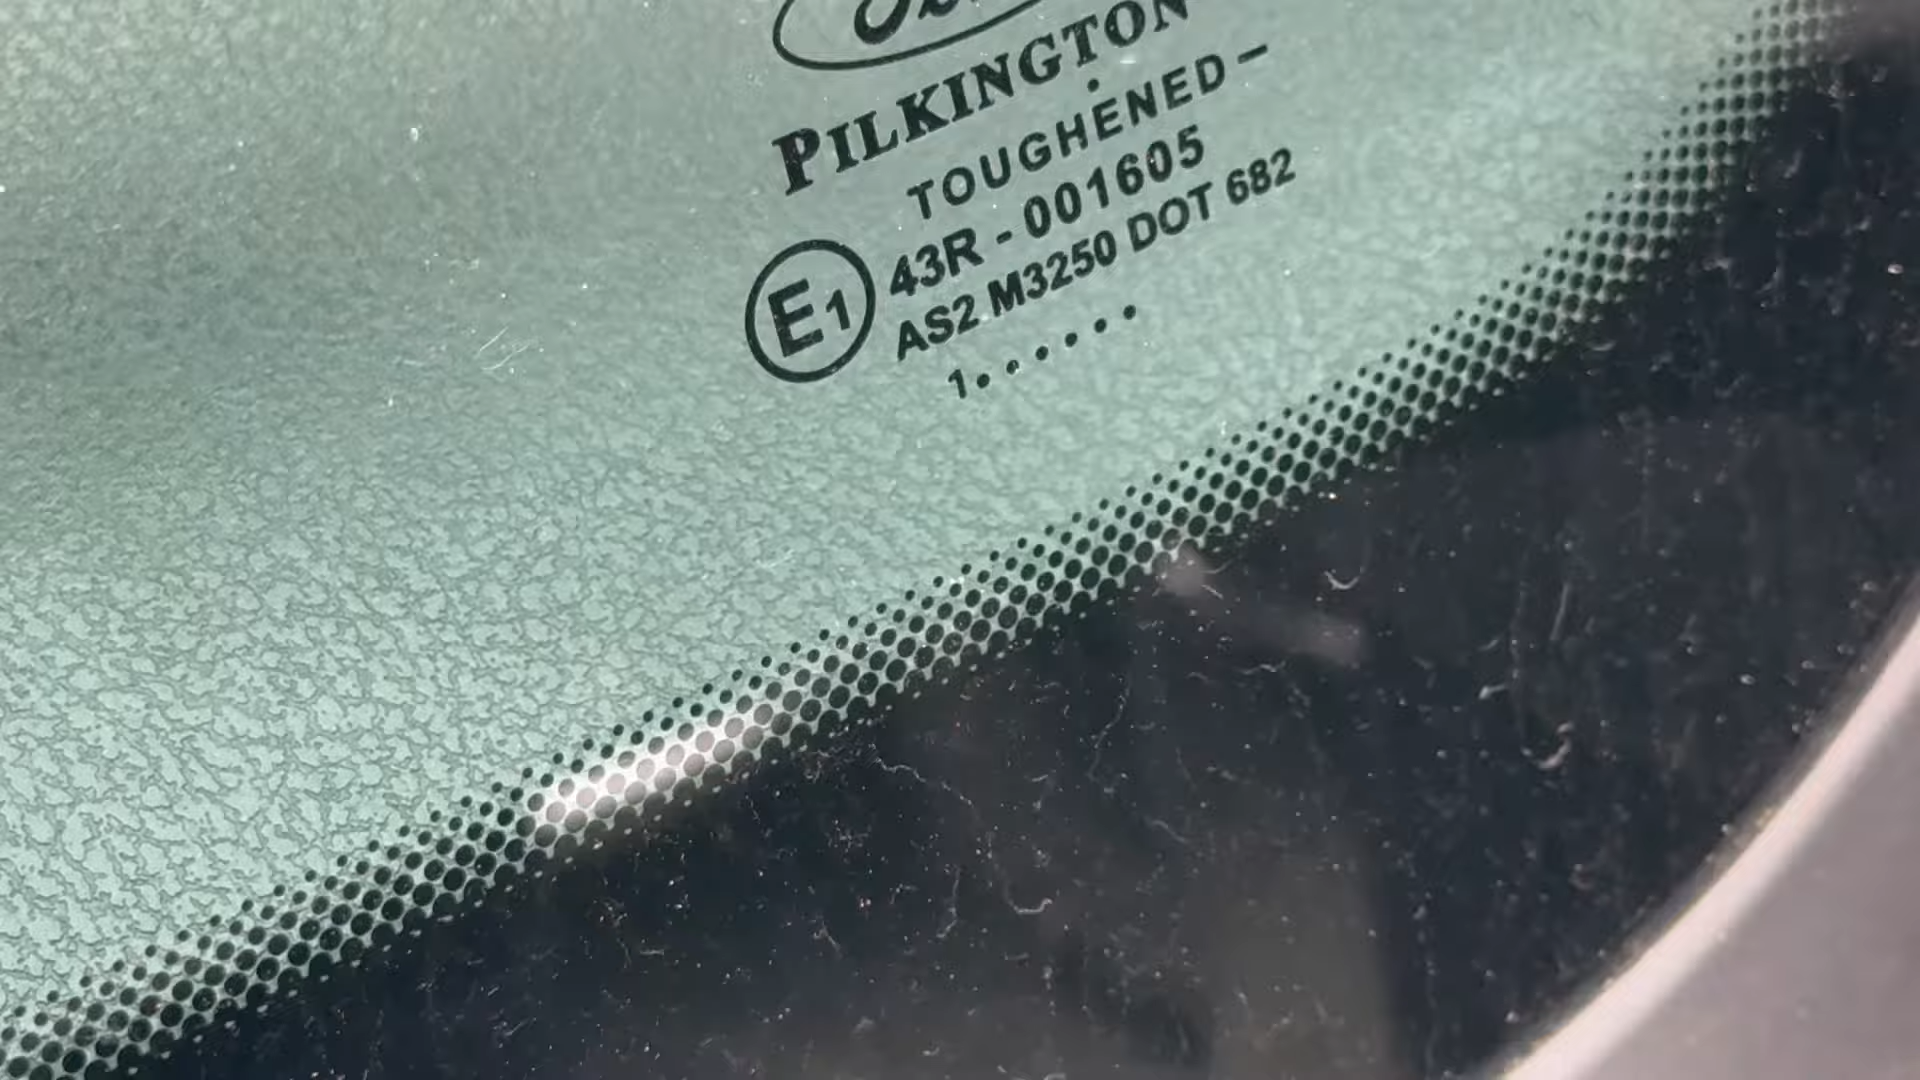 PILKINGTON
TOUGHENED -
E1
43R - 001605
AS2 M3250 DOT 682
1......